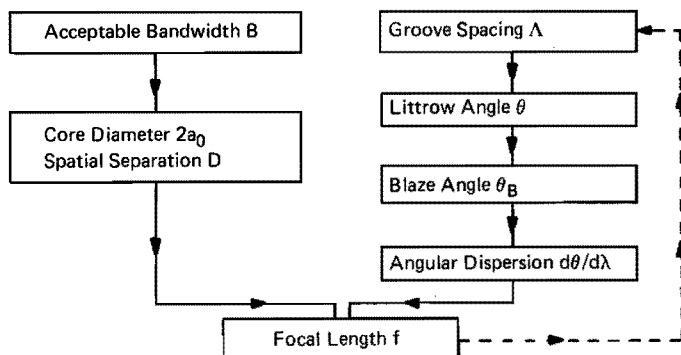 Acceptable Bandwidth B
Core Diameter 2a₀
Spatial Separation D
Groove Spacing Λ
Littrow Angle θ
Blaze Angle θ_B
Angular Dispersion dθ/dλ
Focal Length f